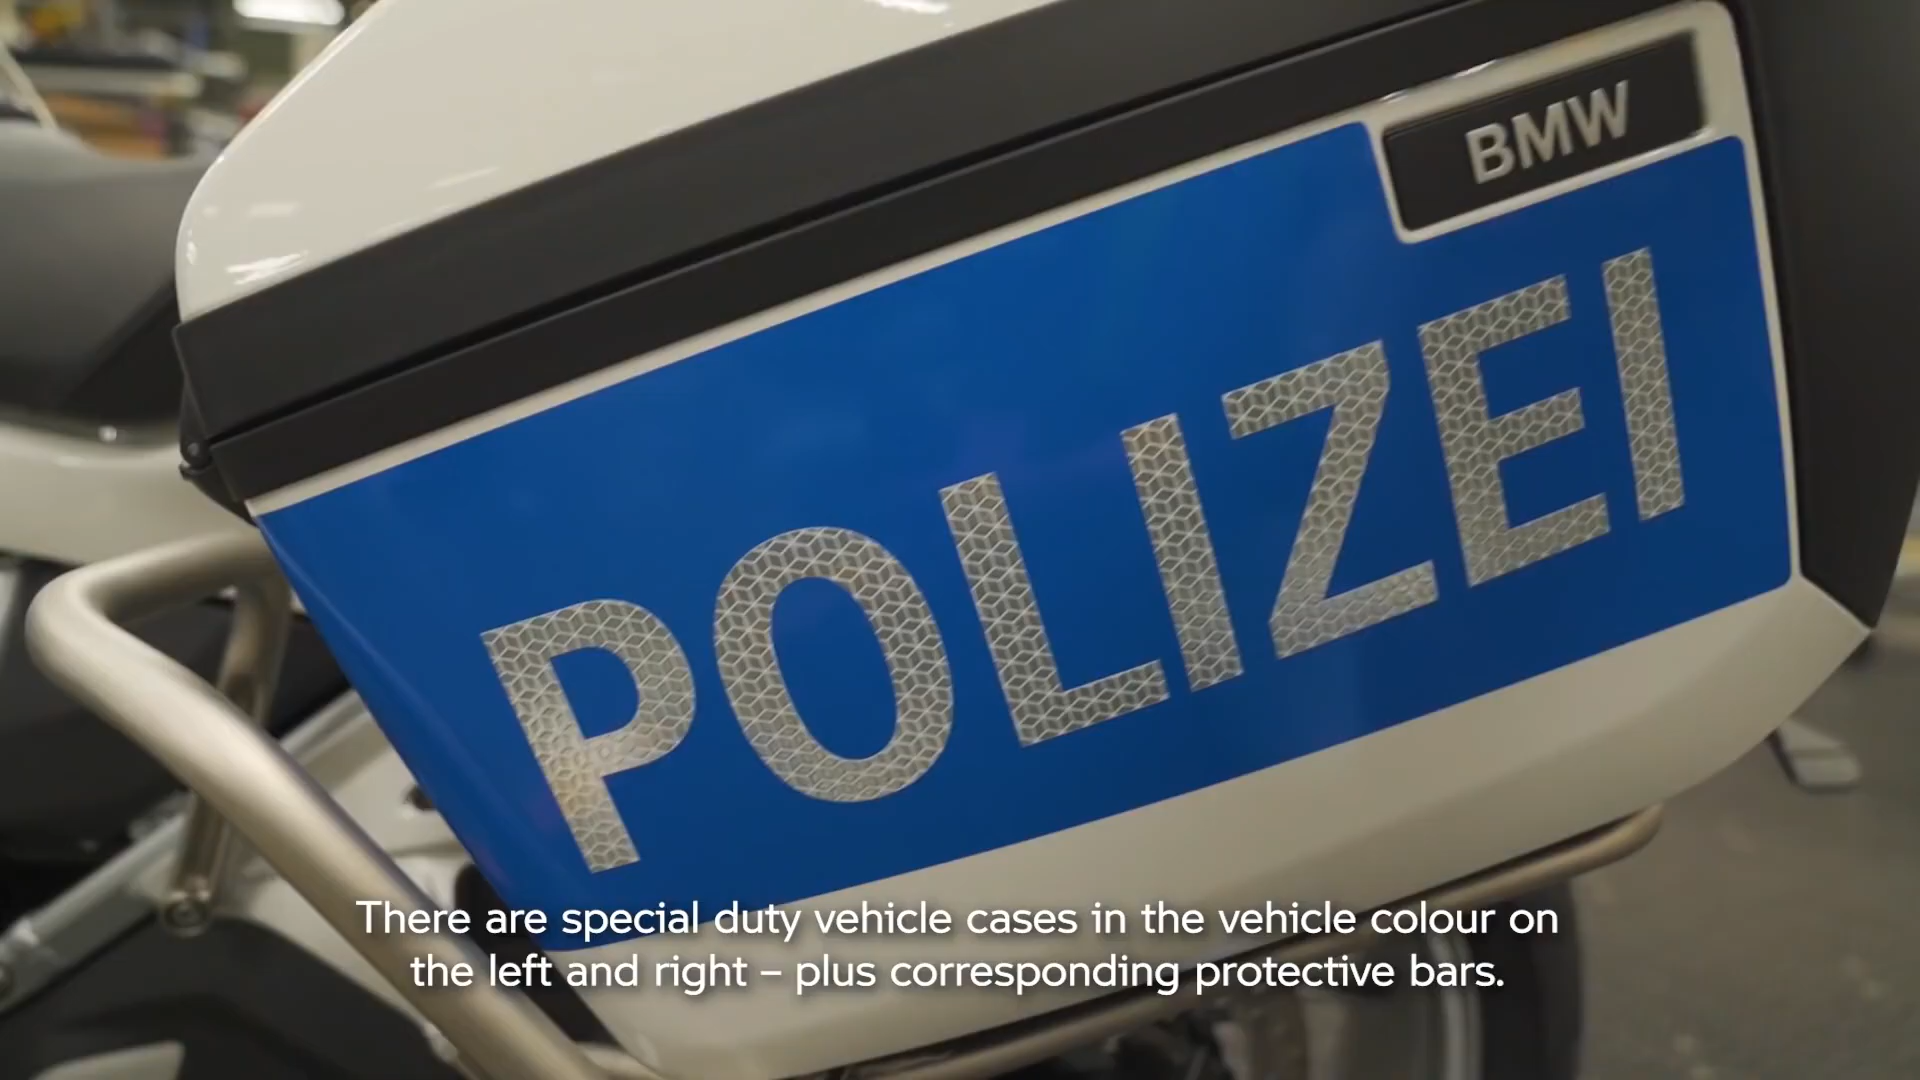 BMW
POLIZEI
There are special duty vehicle cases in the vehicle colour on
the left and right – plus corresponding protective bars.